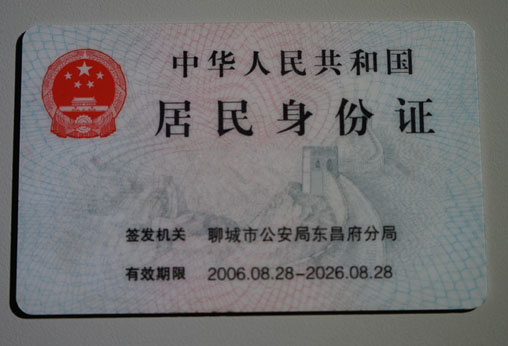 中华人民共和国
居民身份证
签发机关 聊城市公安局东昌府分局
有效期限 2006.08.28-2026.08.28